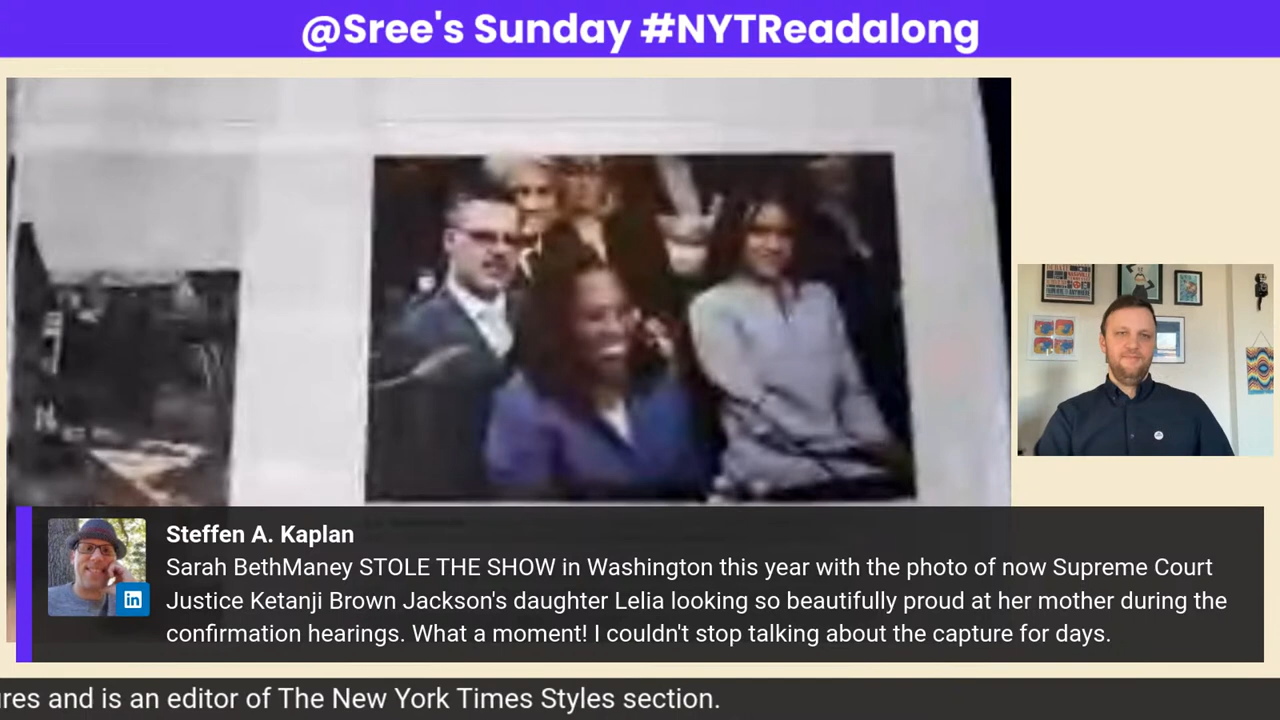 @Sree's Sunday #NYTReadalong
Steffen A. Kaplan
Sarah BethManey STOLE THE SHOW in Washington this year with the photo of now Supreme Court
Justice Ketanji Brown Jackson's daughter Lelia looking so beautifully proud at her mother during the
confirmation hearings. What a moment! I couldn't stop talking about the capture for days.
in
and is an editor of The New York Times Styles section.